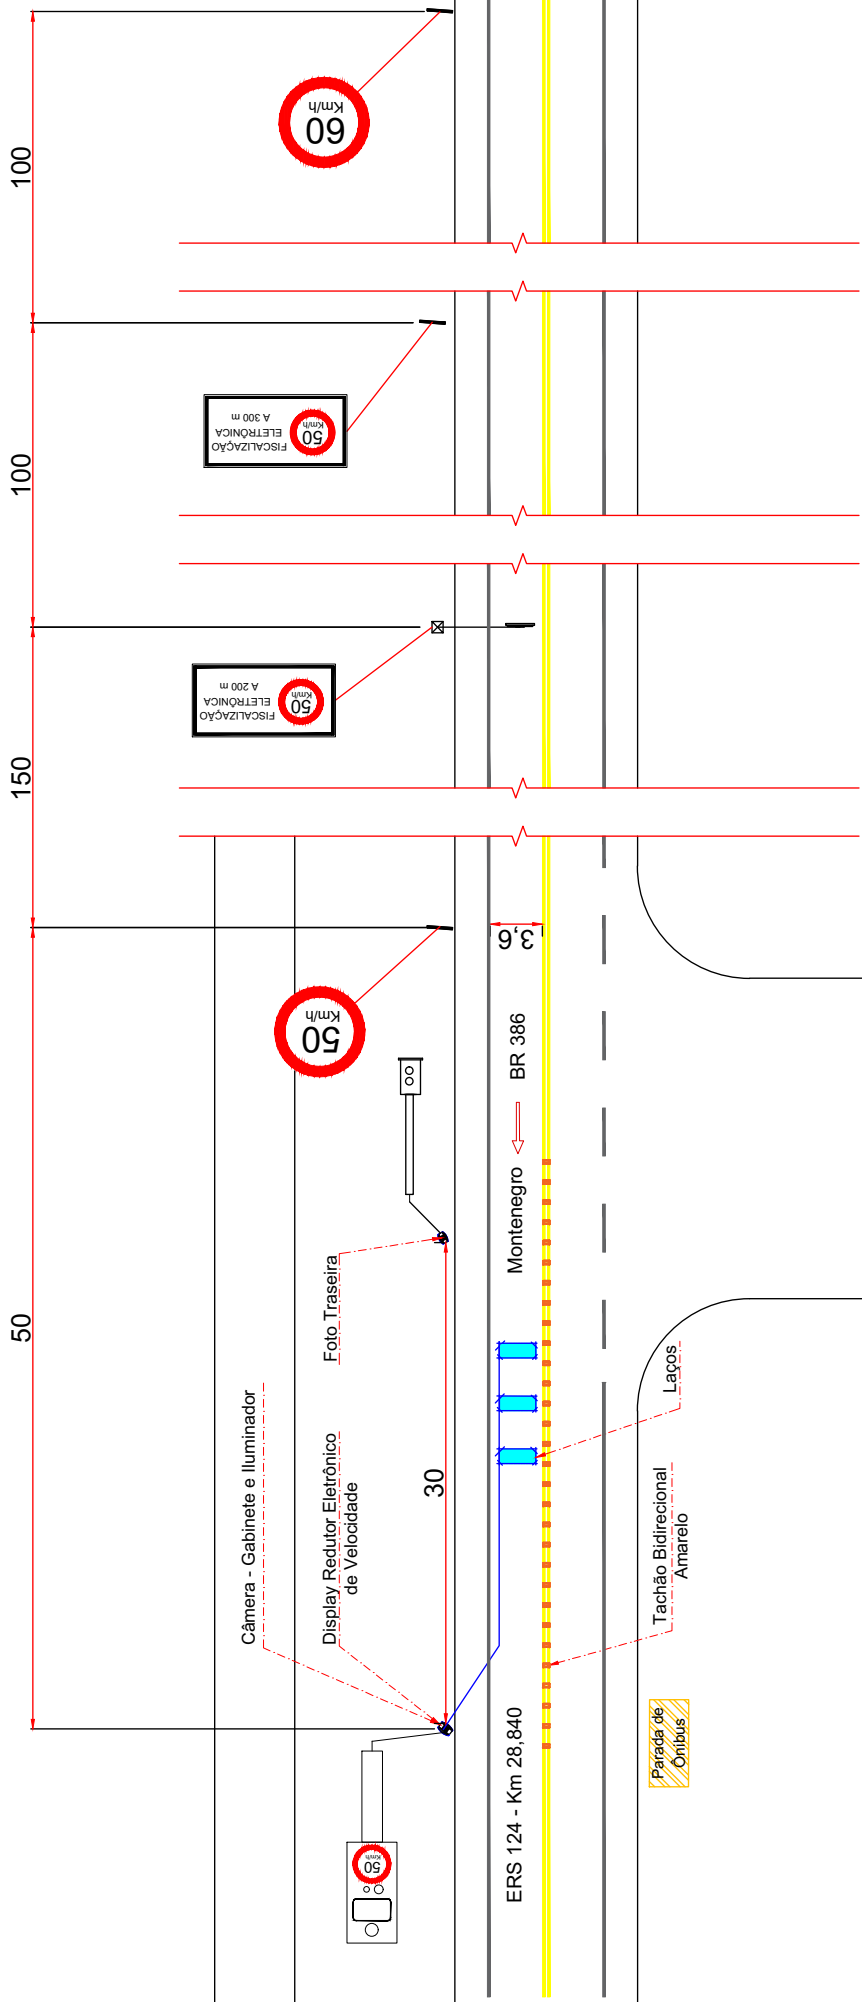 100
60
Km/h
100
FISCALIZAÇÃO
ELETRÔNICA
A 300 m
50
Km/h
150
FISCALIZAÇÃO
ELETRÔNICA
A 200 m
50
Km/h
3,6
50
Km/h
BR 386
Montenegro
50
Foto Traseira
Câmera - Gabinete e Iluminador
Display Redutor Eletrônico
de Velocidade
30
Laços
Tachão Bidirecional
Amarelo
ERS 124 - Km 28,840
Parada de
Ônibus
50
Km/h